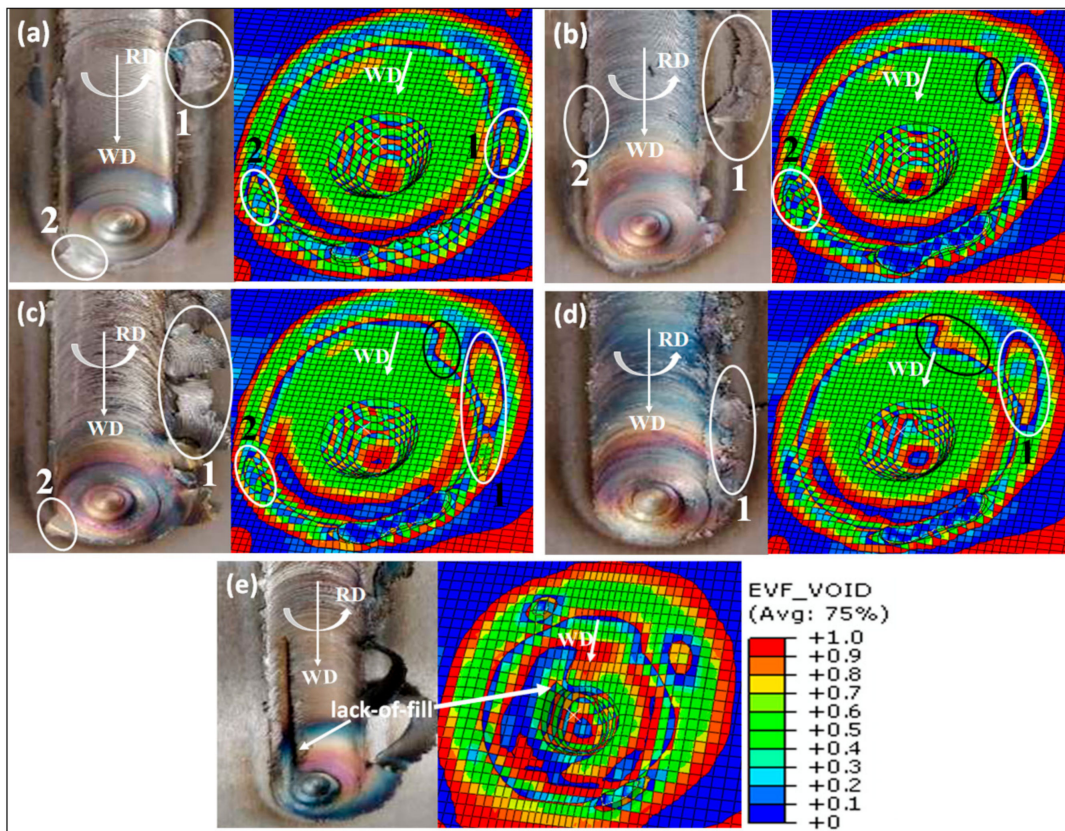 (a)
RD
WD
1
2
WD
1
2
(b)
RD
WD
1
2
WD
1
2
(c)
RD
WD
1
2
WD
1
2
(d)
RD
WD
1
WD
1
(e)
RD
WD
lack-of-fill
WD
EVF_VOID
(Avg: 75%)
+1.0
+0.9
+0.8
+0.7
+0.6
+0.5
+0.4
+0.3
+0.2
+0.1
+0